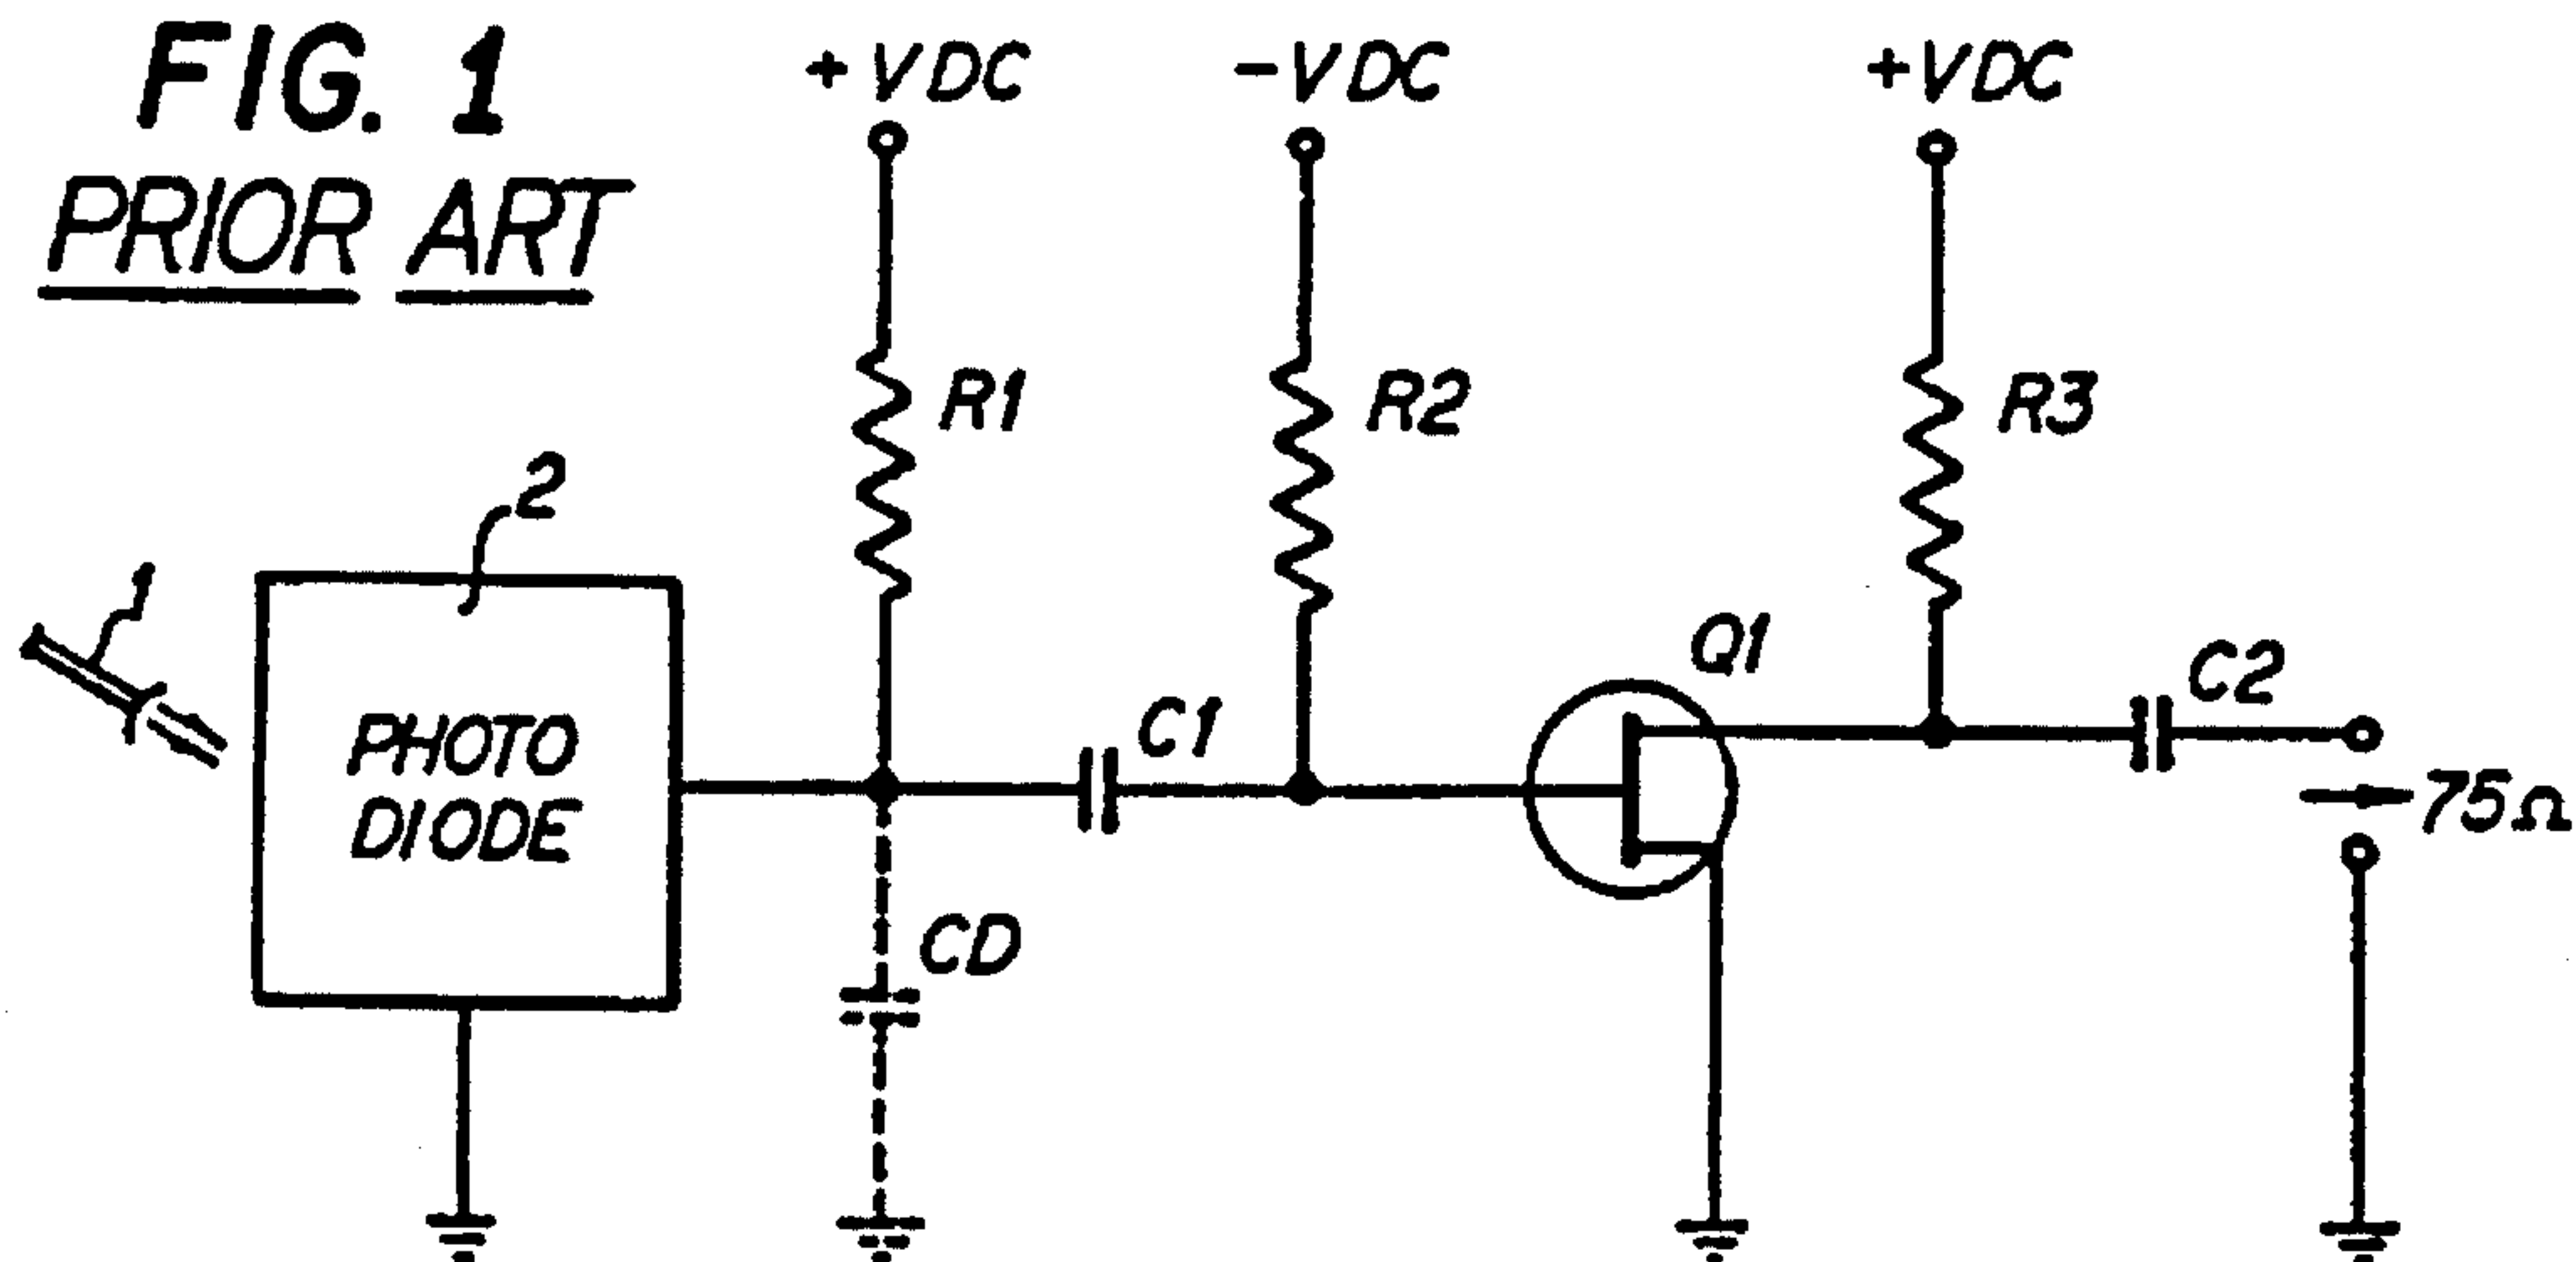 FIG. 1
PRIOR ART
+VDC
-VDC
+VDC
R1
R2
R3
2
1
PHOTO
DIODE
Q1
C1
C2
75Ω
CD